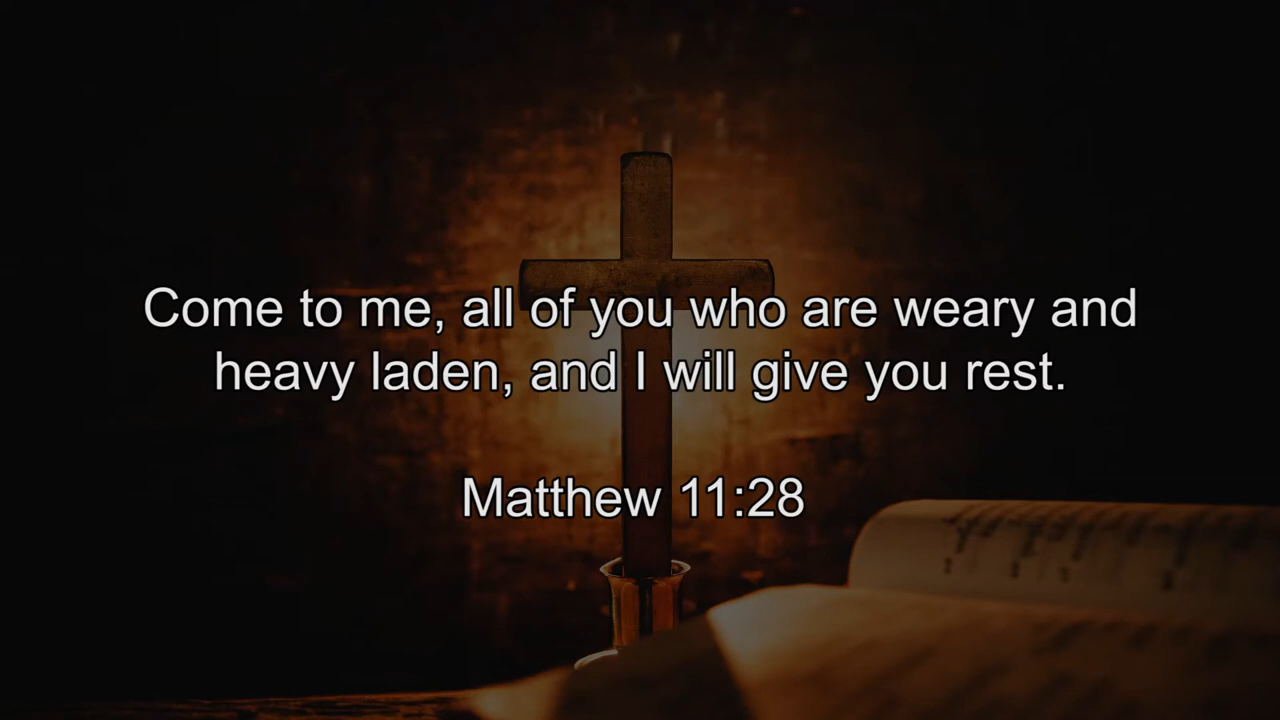 Come to me, all of you who are weary and
heavy laden, and I will give you rest.
Matthew 11:28